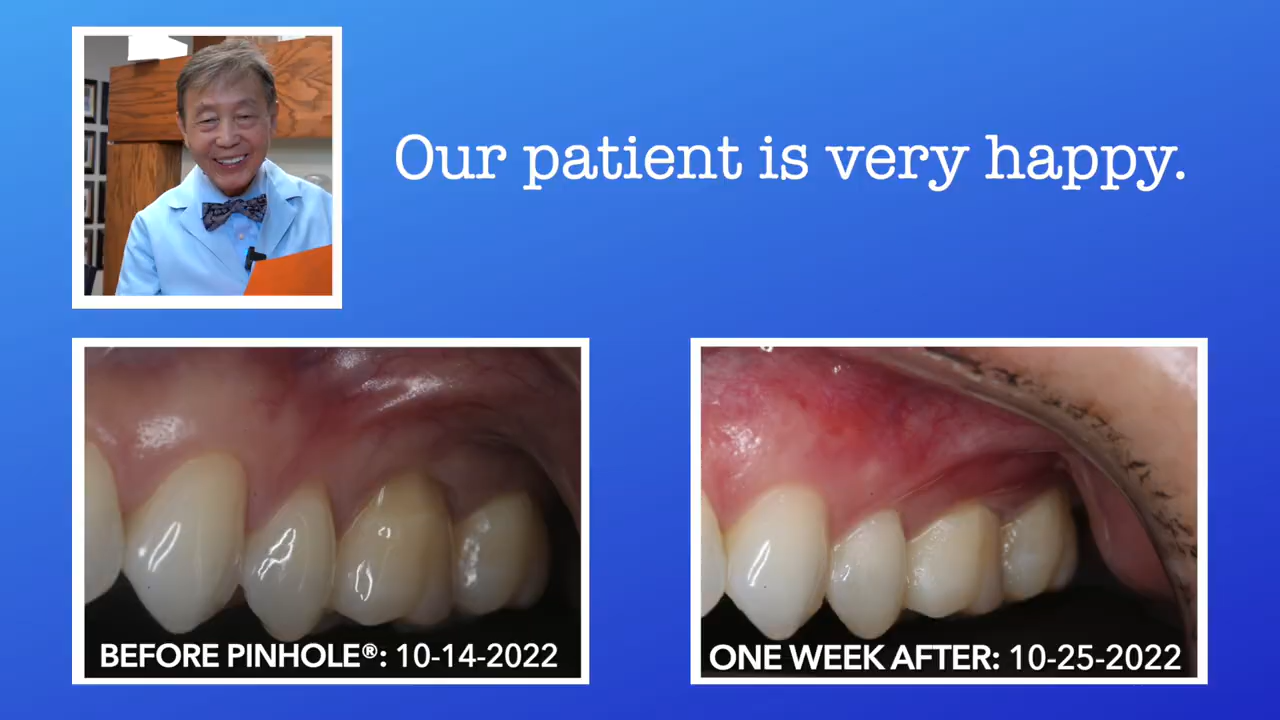 Our patient is very happy.
BEFORE PINHOLE®: 10-14-2022
ONE WEEK AFTER: 10-25-2022